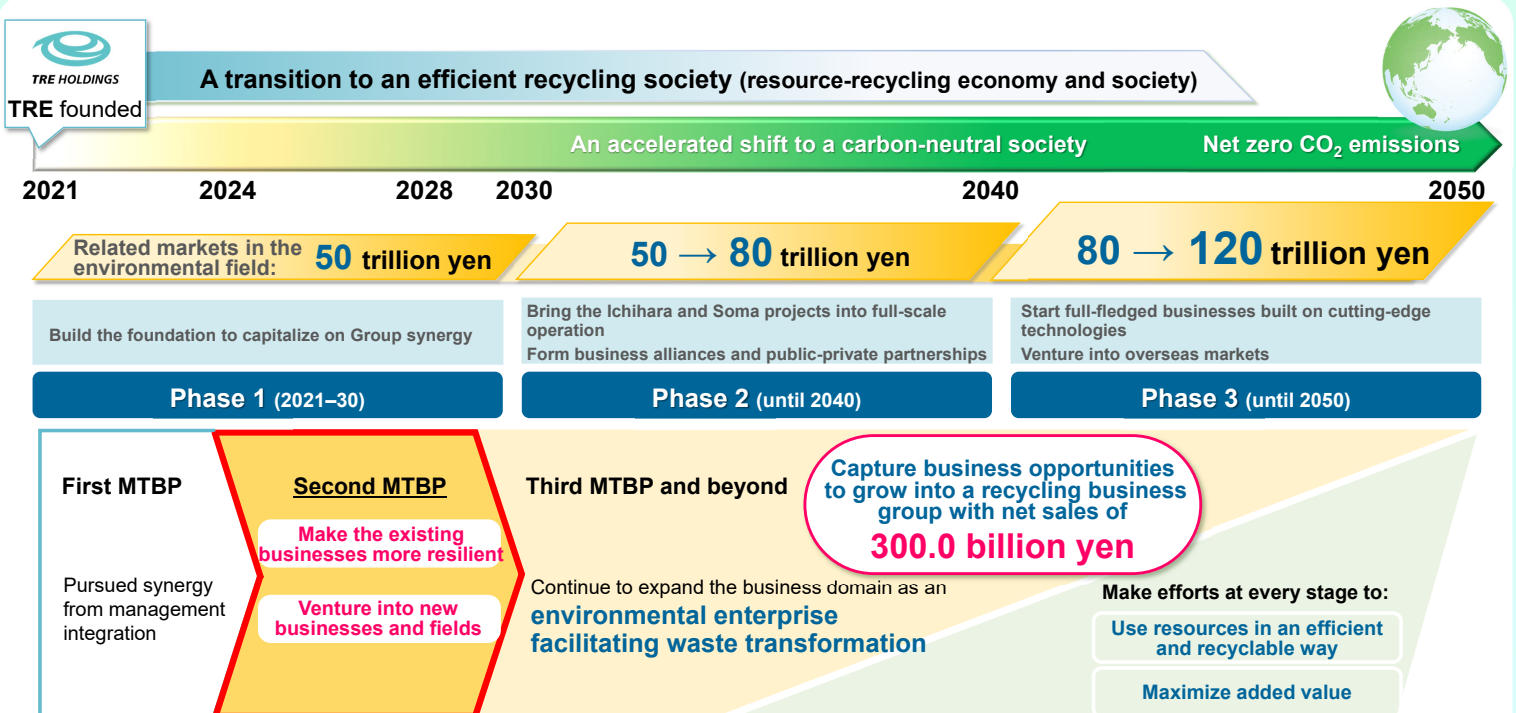 TRE HOLDINGS
TRE founded
A transition to an efficient recycling society (resource-recycling economy and society)
An accelerated shift to a carbon-neutral society
Net zero CO₂ emissions
2021
2024
2028
2030
2040
2050
Related markets in the
environmental field:
50 trillion yen
50 → 80 trillion yen
80 → 120 trillion yen
Build the foundation to capitalize on Group synergy
Bring the Ichihara and Soma projects into full-scale
operation
Form business alliances and public-private partnerships
Start full-fledged businesses built on cutting-edge
technologies
Venture into overseas markets
Phase 1 (2021–30)
Phase 2 (until 2040)
Phase 3 (until 2050)
First MTBP
Pursued synergy
from management
integration
Second MTBP
Make the existing
businesses more resilient
Venture into new
businesses and fields
Third MTBP and beyond
Capture business opportunities
to grow into a recycling business
group with net sales of
300.0 billion yen
Continue to expand the business domain as an
environmental enterprise
facilitating waste transformation
Make efforts at every stage to:
Use resources in an efficient
and recyclable way
Maximize added value